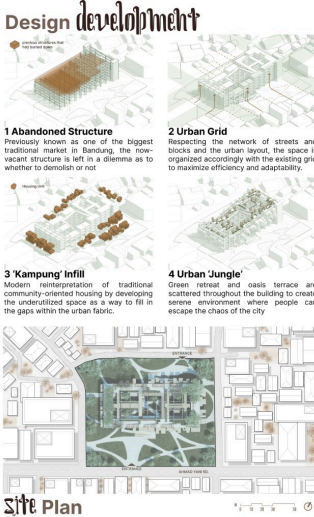 Design development
previous structures that
had burned down
1 Abandoned Structure
Previously known as one of the biggest
traditional market in Bandung, the now-
vacant structure is left in a dilemma as to
whether to demolish or not
2 Urban Grid
Respecting the network of streets and
blocks and the urban layout, the space is
organized accordingly with the existing grid
to maximize efficiency and adaptability.
Housing unit
3 'Kampung' Infill
Modern reinterpretation of traditional
community-oriented housing by developing
the underutilized space as a way to fill in
the gaps within the urban fabric.
4 Urban 'Jungle'
Green retreat and oasis terrace are
scattered throughout the building to create
serene environment where people can
escape the chaos of the city
ENTRANCE
ENTRANCE
AHMAD YANI RD.
Site Plan